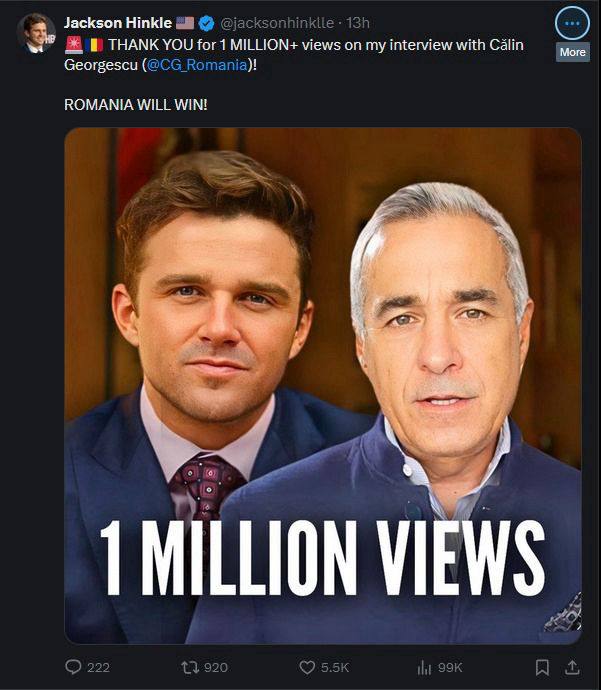 Jackson Hinkle 🇺🇸 @jacksonhinklle · 13h
🚨🇷🇴 THANK YOU for 1 MILLION+ views on my interview with Călin
Georgescu (@CG_Romania)!
ROMANIA WILL WIN!
More
1 MILLION VIEWS
222 920 5.5K 99K